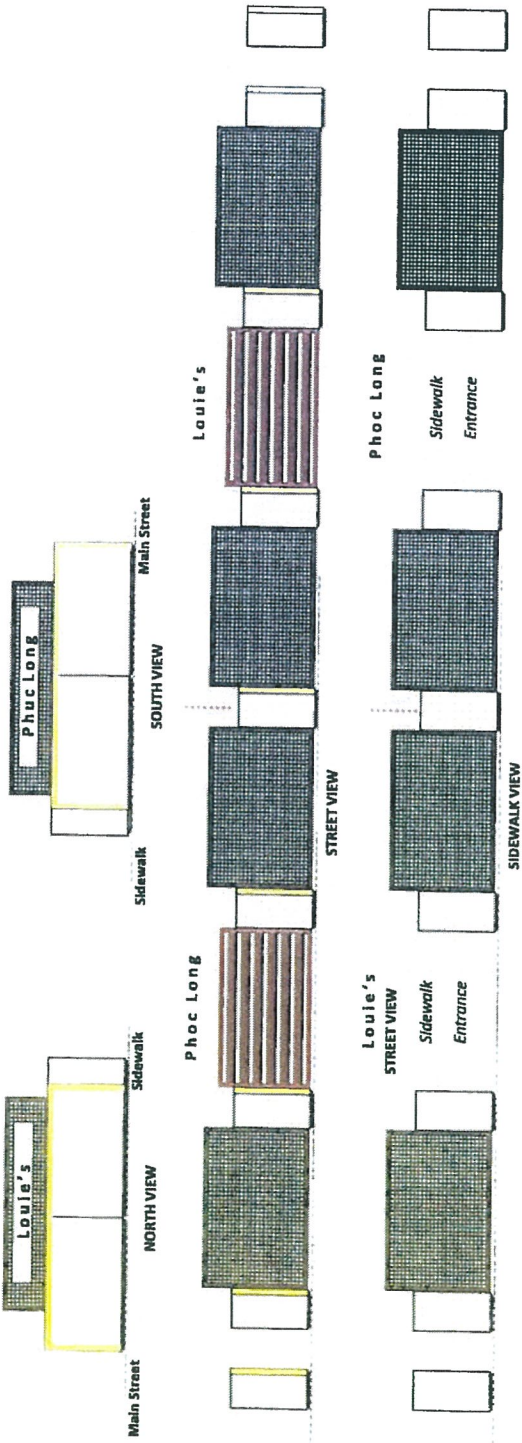 Louie's
Main Street
Sidewalk
NORTH VIEW
Phuc Long
Sidewalk
Main Street
SOUTH VIEW
Phoc Long
Louie's
STREET VIEW
Louie's
STREET VIEW
Sidewalk
Entrance
Phoc Long
Sidewalk
Entrance
SIDEWALK VIEW